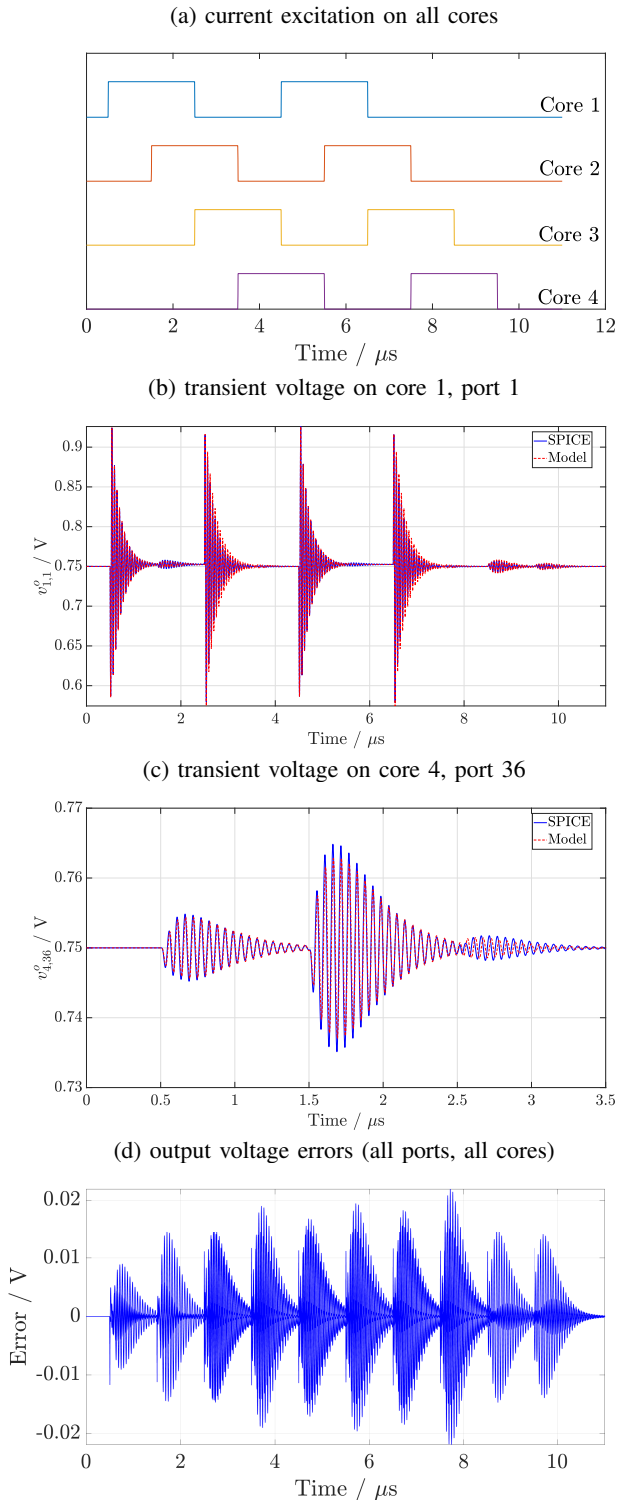 (a) current excitation on all cores
Core 1
Core 2
Core 3
Core 4
0 2 4 6 8 10 12
Time / μs
(b) transient voltage on core 1, port 1
SPICE
Model
0.9
0.85
0.8
0.75
0.7
0.65
0.6
v°1,1 / V
0 2 4 6 8 10
Time / μs
(c) transient voltage on core 4, port 36
SPICE
Model
0.77
0.76
0.75
0.74
0.73
v°4,36 / V
0 0.5 1 1.5 2 2.5 3 3.5
Time / μs
(d) output voltage errors (all ports, all cores)
0.02
0.01
0
-0.01
-0.02
Error / V
0 2 4 6 8 10
Time / μs